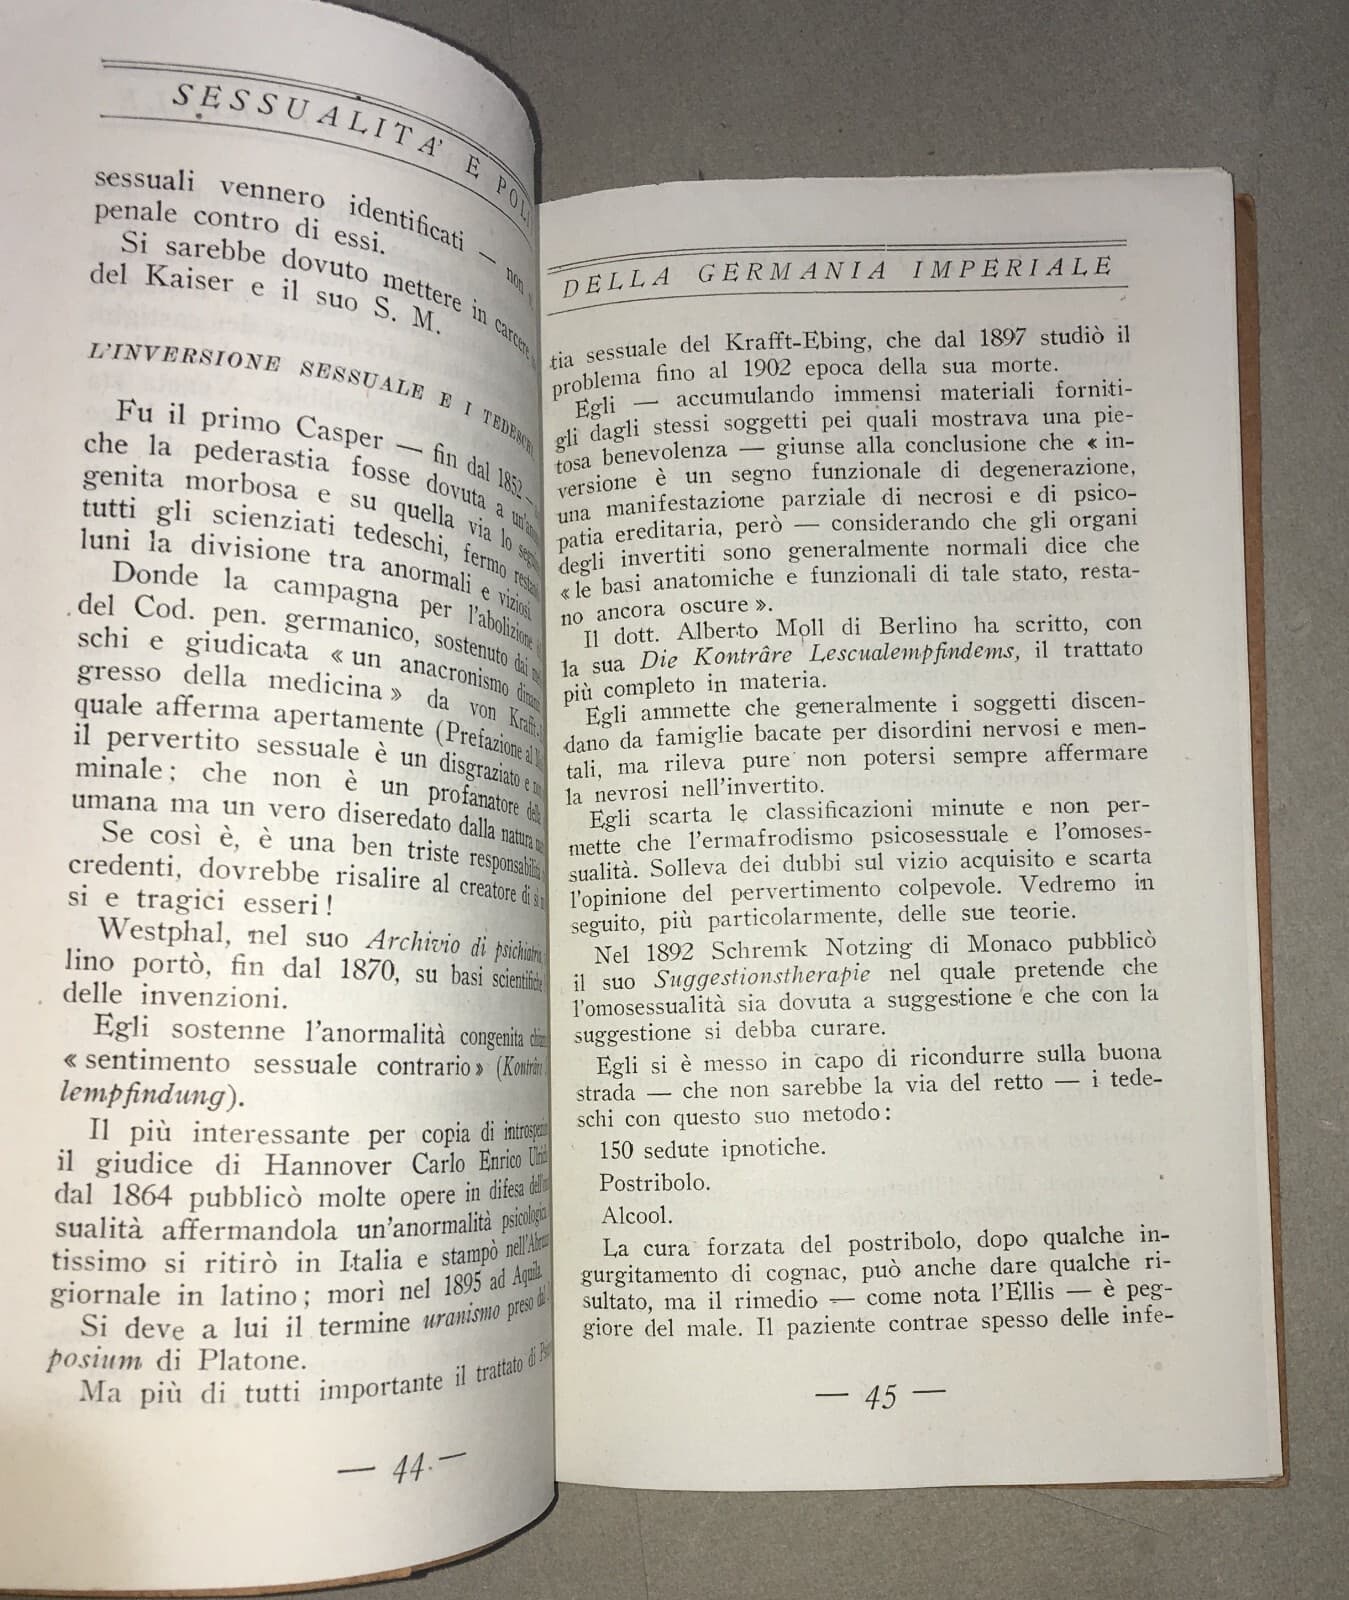 SESSUALITA' E POLI
sessuali vennero identificati — non
penale contro di essi.
Si sarebbe dovuto mettere in carcere
del Kaiser e il suo S. M.
L'INVERSIONE SESSUALE E I TEDESCHI
Fu il primo Casper — fin dal 1852 —
che la pederastia fosse dovuta a
genita morbosa e su quella via lo
tutti gli scienziati tedeschi, fermo
luni la divisione tra anormali e viziosi.
Donde la campagna per l'abolizione
del Cod. pen. germanico, sostenuto dai
schi e giudicata « un anacronismo
gresso della medicina » da von Krafft-
quale afferma apertamente (Prefazione al
il pervertito sessuale è un disgraziato e
minale; che non è un profanatore
umana ma un vero diseredato dalla natura
Se così è, è una ben triste responsabilità
credenti, dovrebbe risalire al creatore di
si e tragici esseri!
Westphal, nel suo Archivio di
lino portò, fin dal 1870, su basi scientifiche
delle invenzioni.
Egli sostenne l'anormalità congenita
« sentimento sessuale contrario » (Konträre
lempfindung).
Il più interessante per copia di
il giudice di Hannover Carlo Enrico
dal 1864 pubblicò molte opere in difesa
sualità affermandola un'anormalità psicologica
tissimo si ritirò in Italia e stampò
giornale in latino; morì nel 1895 ad Aquila.
Si deve a lui il termine uranismo preso
posium di Platone.
Ma più di tutti importante il trattato di
— 44 —
DELLA GERMANIA IMPERIALE
tia sessuale del Krafft-Ebing, che dal 1897 studiò il
problema fino al 1902 epoca della sua morte.
Egli — accumulando immensi materiali forniti-
gli dagli stessi soggetti pei quali mostrava una pie-
tosa benevolenza — giunse alla conclusione che « in-
versione è un segno funzionale di degenerazione,
una manifestazione parziale di necrosi e di psico-
patia ereditaria, però — considerando che gli organi
degli invertiti sono generalmente normali dice che
« le basi anatomiche e funzionali di tale stato, resta-
no ancora oscure ».
Il dott. Alberto Moll di Berlino ha scritto, con
la sua Die Kontrâre Lescualempfindems, il trattato
più completo in materia.
Egli ammette che generalmente i soggetti discen-
dano da famiglie bacate per disordini nervosi e men-
tali, ma rileva pure non potersi sempre affermare
la nevrosi nell'invertito.
Egli scarta le classificazioni minute e non per-
mette che l'ermafrodismo psicosessuale e l'omoses-
sualità. Solleva dei dubbi sul vizio acquisito e scarta
l'opinione del pervertimento colpevole. Vedremo in
seguito, più particolarmente, delle sue teorie.
Nel 1892 Schremk Notzing di Monaco pubblicò
il suo Suggestionstherapie nel quale pretende che
l'omosessualità sia dovuta a suggestione e che con la
suggestione si debba curare.
Egli si è messo in capo di ricondurre sulla buona
strada — che non sarebbe la via del retto — i tede-
schi con questo suo metodo:
150 sedute ipnotiche.
Postribolo.
Alcool.
La cura forzata del postribolo, dopo qualche in-
gurgitamento di cognac, può anche dare qualche ri-
sultato, ma il rimedio — come nota l'Ellis — è peg-
giore del male. Il paziente contrae spesso delle infe-
— 45 —